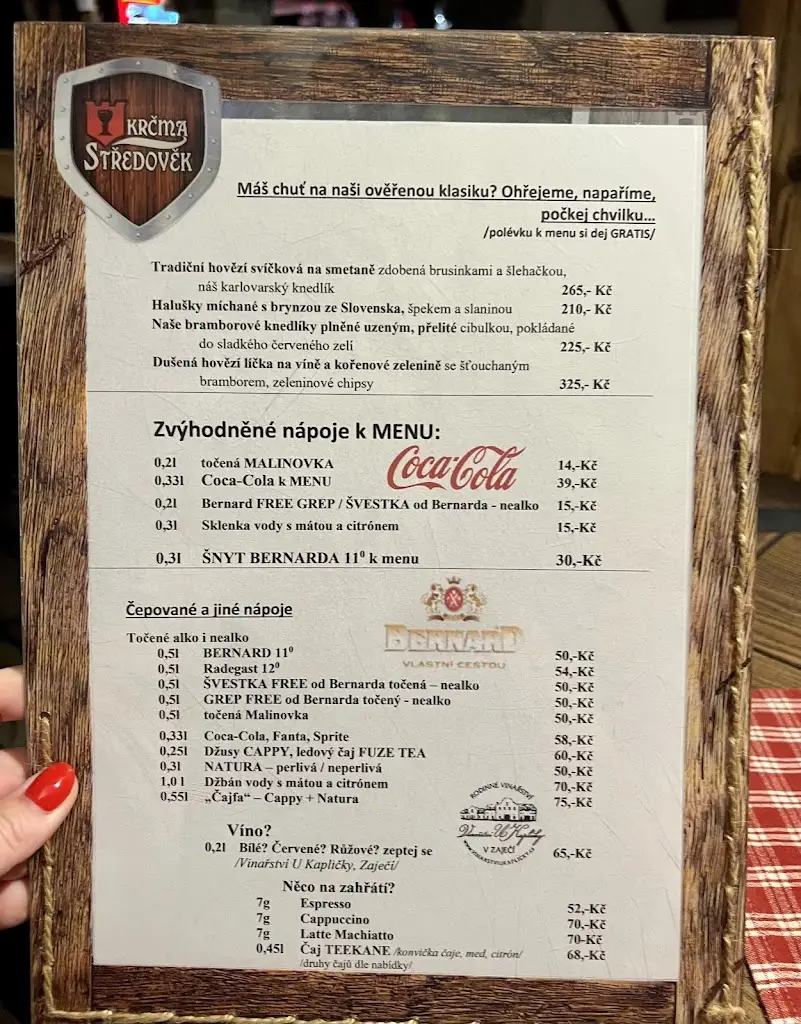 KRČMA
STŘEDOVĚK
Máš chuť na naši ověřenou klasiku? Ohřejeme, napaříme,
počkej chvilku...
/polévku k menu si dej GRATIS/
Tradiční hovězí svíčková na smetaně zdobená brusinkami a šlehačkou,
náš karlovarský knedlík 265,- Kč
Halušky míchané s brynzou ze Slovenska, špekem a slaninou 210,- Kč
Naše bramborové knedlíky plněné uzeným, přelité cibulkou, pokládané
do sladkého červeného zelí 225,- Kč
Dušená hovězí líčka na víně a kořenové zelenině se šťouchaným
bramborem, zeleninové chipsy 325,- Kč
Zvýhodněné nápoje k MENU:
Coca-Cola
0,2l točená MALINOVKA 14,-Kč
0,33l Coca-Cola k MENU 39,-Kč
0,2l Bernard FREE GREP / ŠVESTKA od Bernarda - nealko 15,-Kč
0,3l Sklenka vody s mátou a citrónem 15,-Kč
0,3l ŠNYT BERNARDA 11⁰ k menu 30,-Kč
Čepované a jiné nápoje
BERNARD
VLASTNÍ CESTOU
Točené alko i nealko
0,5l BERNARD 11⁰ 50,-Kč
0,5l Radegast 12⁰ 54,-Kč
0,5l ŠVESTKA FREE od Bernarda točená – nealko 50,-Kč
0,5l GREP FREE od Bernarda točený - nealko 50,-Kč
0,5l točená Malinovka 50,-Kč
0,33l Coca-Cola, Fanta, Sprite 58,-Kč
0,25l Džusy CAPPY, ledový čaj FUZE TEA 60,-Kč
0,3l NATURA – perlivá / neperlivá 50,-Kč
1,0 l Džbán vody s mátou a citrónem 70,-Kč
0,55l „Čajfa“ – Cappy + Natura 75,-Kč
RODINNÉ VINAŘSTVÍ
Vinařství U Kapličky
V ZAJEČÍ
WWW.VINARSTVIUKAPLICKY.CZ
Víno?
0,2l Bílé? Červené? Růžové? zeptej se 65,-Kč
/Vinařství U Kapličky, Zaječí/
Něco na zahřátí?
7g Espresso 52,-Kč
7g Cappuccino 70,-Kč
7g Latte Machiatto 70-Kč
0,45l Čaj TEEKANE /konvička čaje, med, citrón/ 68,-Kč
/druhy čajů dle nabídky/